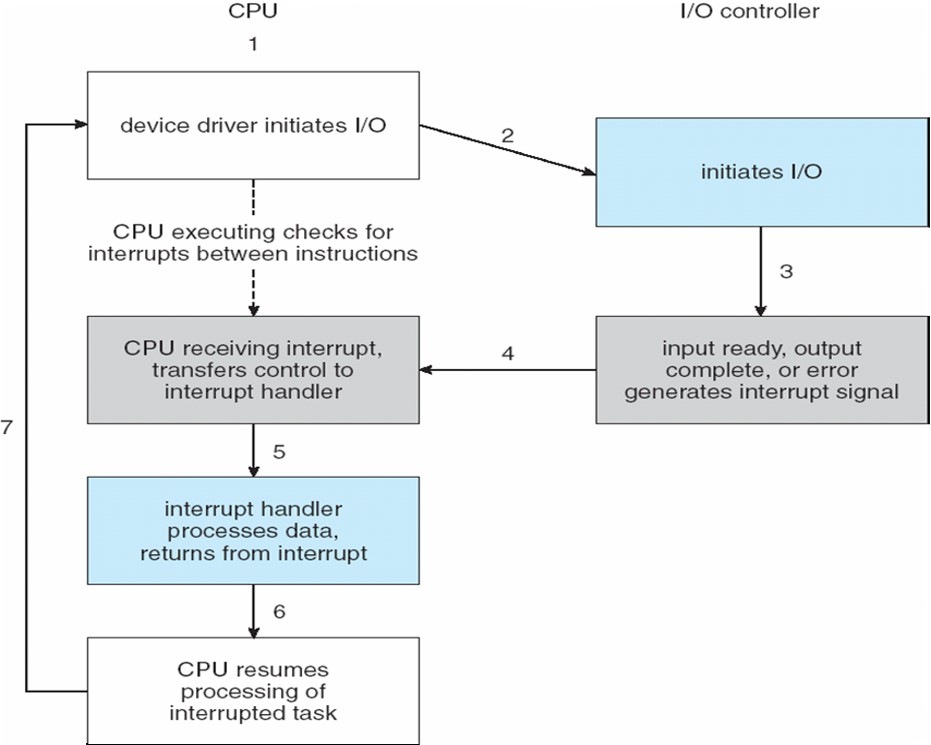 CPU
I/O controller
1
device driver initiates I/O
2
initiates I/O
CPU executing checks for
interrupts between instructions
3
CPU receiving interrupt,
transfers control to
interrupt handler
4
input ready, output
complete, or error
generates interrupt signal
7
5
interrupt handler
processes data,
returns from interrupt
6
CPU resumes
processing of
interrupted task